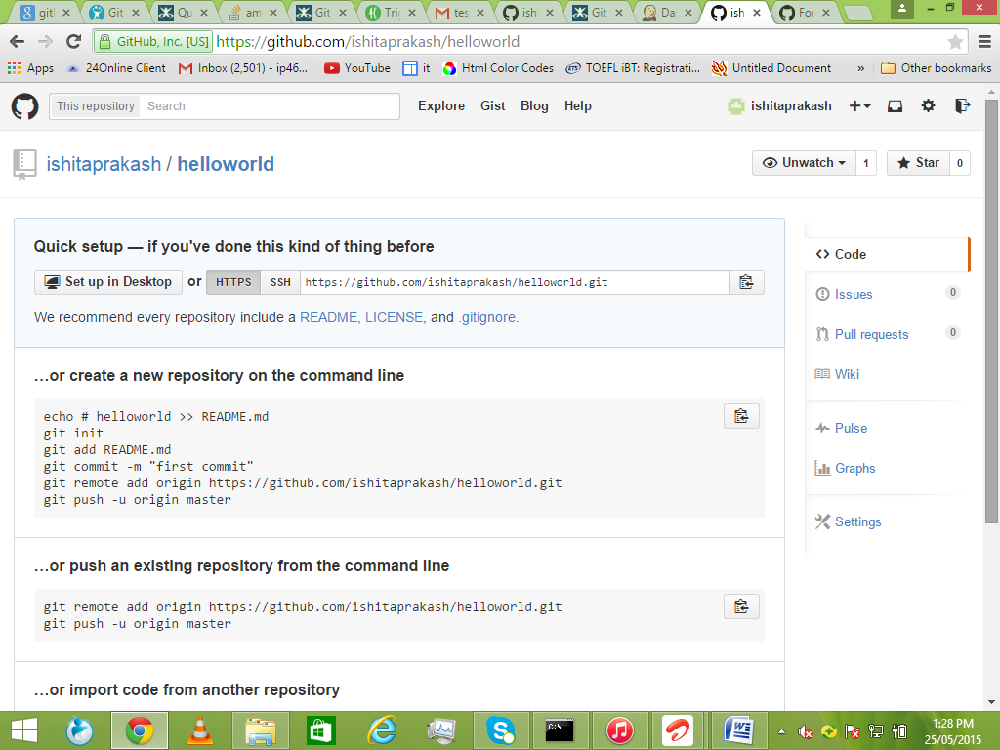 git
Git
Qu
am
Git
Tri
tes
ish
Git
Da
ish
For
GitHub, Inc. [US] https://github.com/ishitaprakash/helloworld
Apps 24Online Client Inbox (2,501) - ip46... YouTube it Html Color Codes TOEFL iBT: Registrati... Untitled Document » Other bookmarks
This repository Search Explore Gist Blog Help ishitaprakash
ishitaprakash / helloworld Unwatch 1 Star 0
Quick setup — if you've done this kind of thing before
Set up in Desktop or HTTPS SSH https://github.com/ishitaprakash/helloworld.git
We recommend every repository include a README, LICENSE, and .gitignore.
…or create a new repository on the command line
echo # helloworld >> README.md
git init
git add README.md
git commit -m "first commit"
git remote add origin https://github.com/ishitaprakash/helloworld.git
git push -u origin master
…or push an existing repository from the command line
git remote add origin https://github.com/ishitaprakash/helloworld.git
git push -u origin master
…or import code from another repository
Code
Issues 0
Pull requests 0
Wiki
Pulse
Graphs
Settings
1:28 PM
25/05/2015